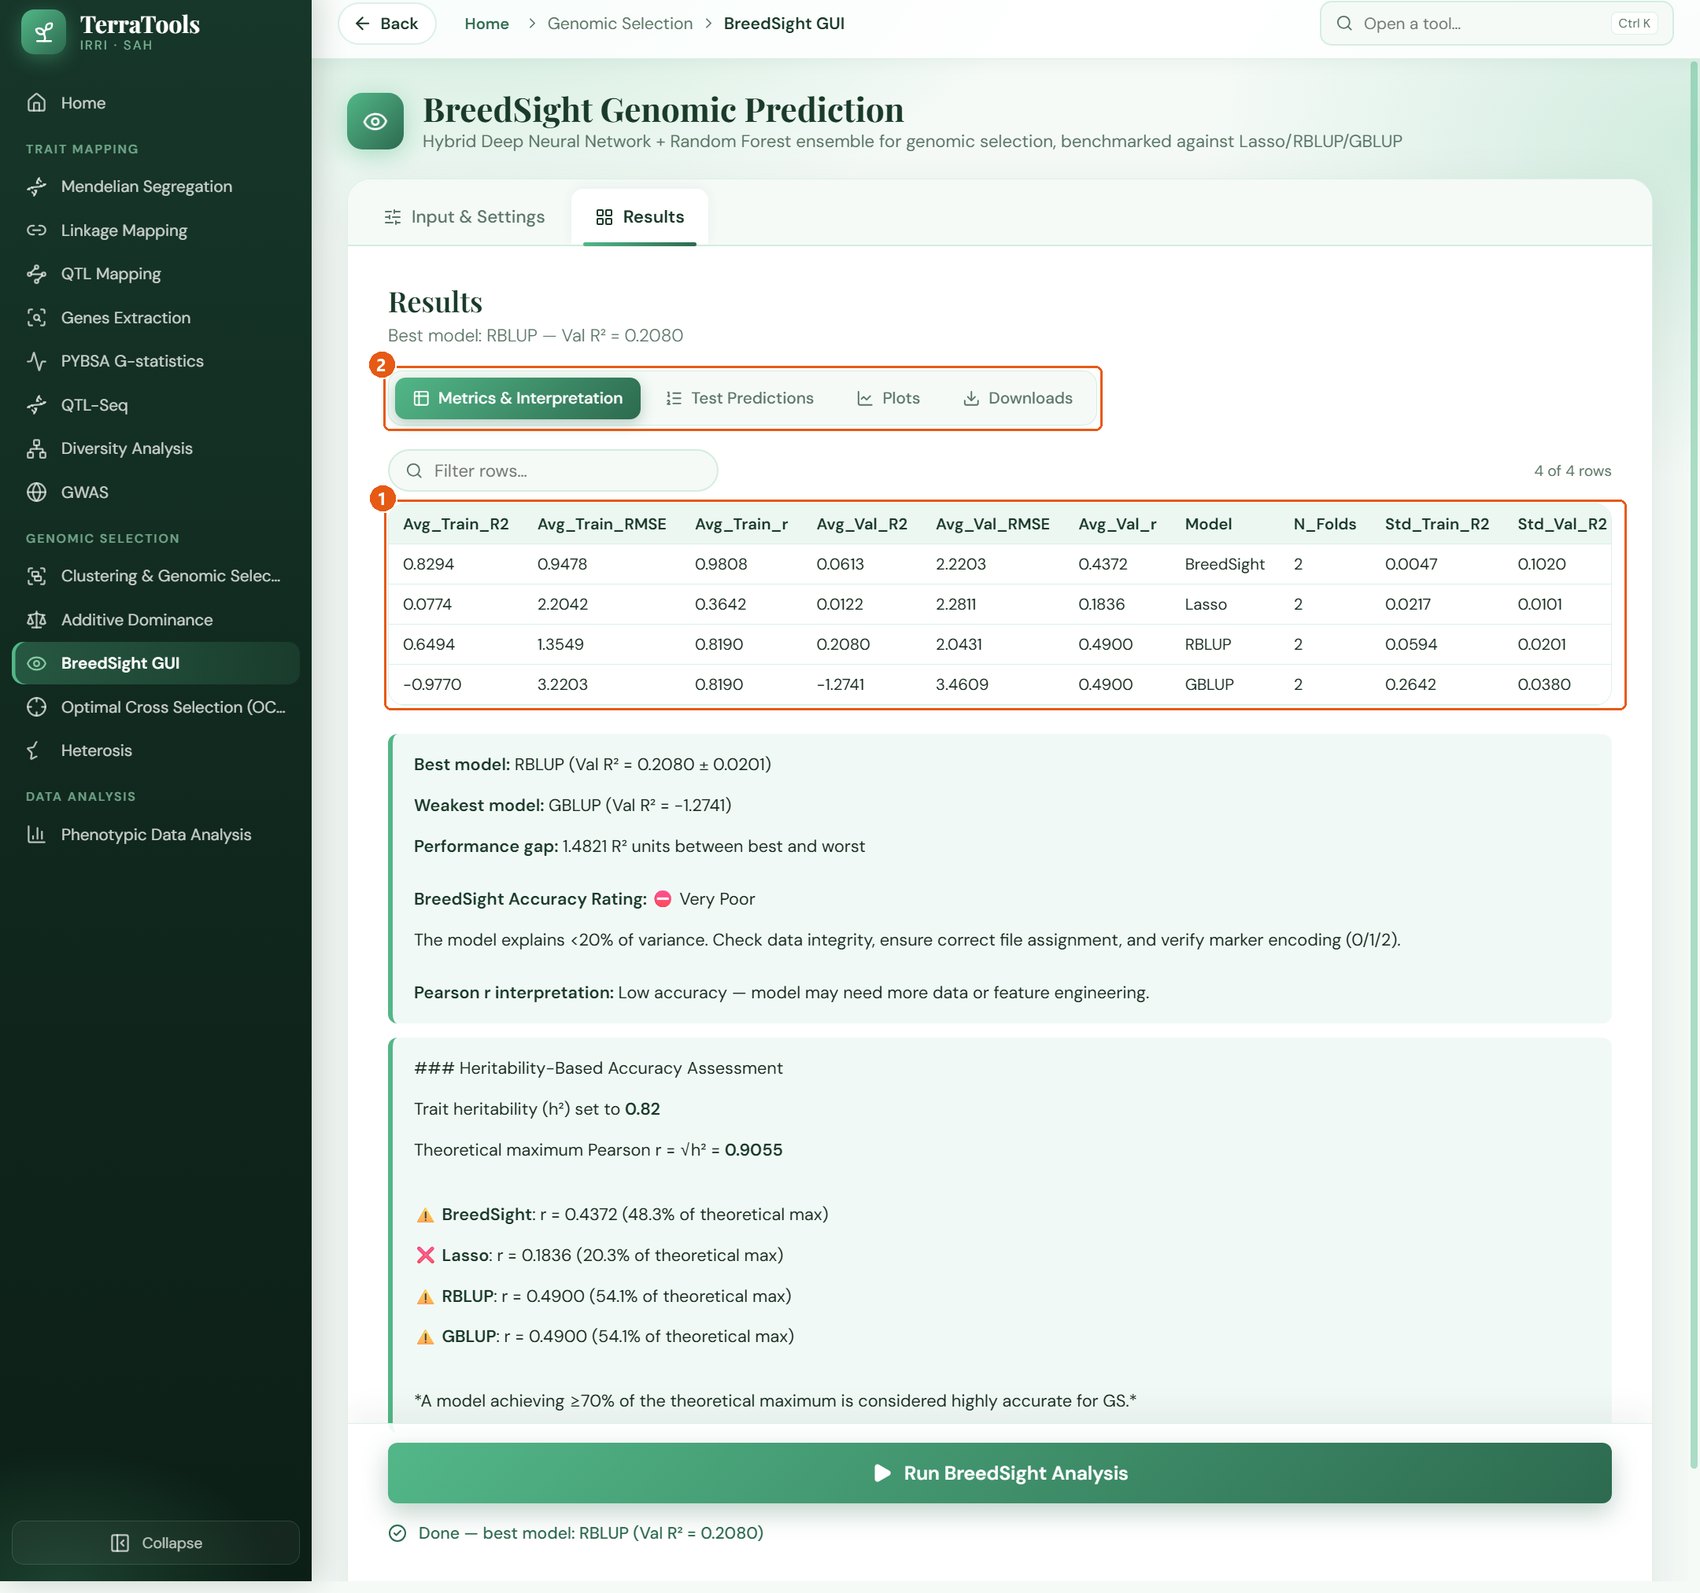 TerraTools
IRRI · SAH
Home
TRAIT MAPPING
Mendelian Segregation
Linkage Mapping
QTL Mapping
Genes Extraction
PYBSA G-statistics
QTL-Seq
Diversity Analysis
GWAS
GENOMIC SELECTION
Clustering & Genomic Selec...
Additive Dominance
BreedSight GUI
Optimal Cross Selection (OC...
Heterosis
DATA ANALYSIS
Phenotypic Data Analysis
Collapse
Back Home > Genomic Selection > BreedSight GUI
Open a tool... Ctrl K
BreedSight Genomic Prediction
Hybrid Deep Neural Network + Random Forest ensemble for genomic selection, benchmarked against Lasso/RBLUP/GBLUP
Input & Settings Results
Results
Best model: RBLUP — Val R² = 0.2080
2
Metrics & Interpretation Test Predictions Plots Downloads
Filter rows... 4 of 4 rows
1
Avg_Train_R2 Avg_Train_RMSE Avg_Train_r Avg_Val_R2 Avg_Val_RMSE Avg_Val_r Model N_Folds Std_Train_R2 Std_Val_R2
0.8294 0.9478 0.9808 0.0613 2.2203 0.4372 BreedSight 2 0.0047 0.1020
0.0774 2.2042 0.3642 0.0122 2.2811 0.1836 Lasso 2 0.0217 0.0101
0.6494 1.3549 0.8190 0.2080 2.0431 0.4900 RBLUP 2 0.0594 0.0201
-0.9770 3.2203 0.8190 -1.2741 3.4609 0.4900 GBLUP 2 0.2642 0.0380
Best model: RBLUP (Val R² = 0.2080 ± 0.0201)
Weakest model: GBLUP (Val R² = -1.2741)
Performance gap: 1.4821 R² units between best and worst
BreedSight Accuracy Rating: ⛔ Very Poor
The model explains <20% of variance. Check data integrity, ensure correct file assignment, and verify marker encoding (0/1/2).
Pearson r interpretation: Low accuracy — model may need more data or feature engineering.
### Heritability-Based Accuracy Assessment
Trait heritability (h²) set to 0.82
Theoretical maximum Pearson r = √h² = 0.9055
⚠️ BreedSight: r = 0.4372 (48.3% of theoretical max)
❌ Lasso: r = 0.1836 (20.3% of theoretical max)
⚠️ RBLUP: r = 0.4900 (54.1% of theoretical max)
⚠️ GBLUP: r = 0.4900 (54.1% of theoretical max)
*A model achieving ≥70% of the theoretical maximum is considered highly accurate for GS.*
Run BreedSight Analysis
Done — best model: RBLUP (Val R² = 0.2080)